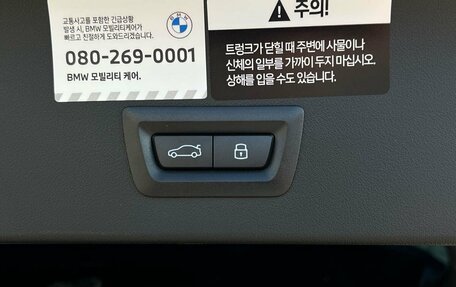 교통사고를 포함한 긴급상황
발생 시, BMW 모빌리티케어가
빠르고 친절하게 도와드리겠습니다.
BMW
080-269-0001
BMW 모빌리티 케어.
주의!
트렁크가 닫힐 때 주변에 사물이나
신체의 일부를 가까이 두지 마십시오.
상해를 입을 수도 있습니다.